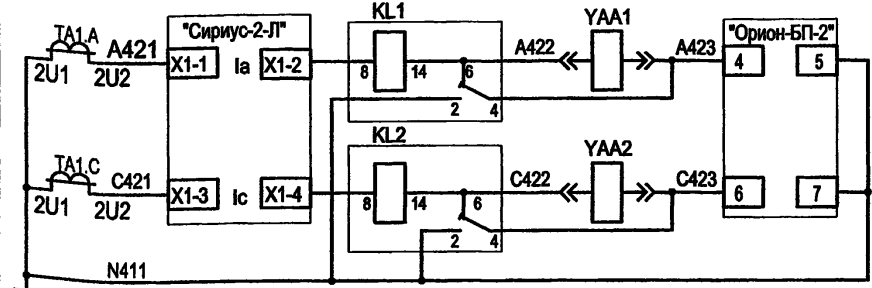 KL1 YAA1
TA1.A A421 "Сириус-2-Л" A422 A423 "Орион-БП-2"
2U1 2U2 X1-1 Ia X1-2 8 14 6 4 5
2 4
KL2 YAA2
TA1.C C421 C422 C423
2U1 2U2 X1-3 Ic X1-4 8 14 6 6 7
2 4
N411